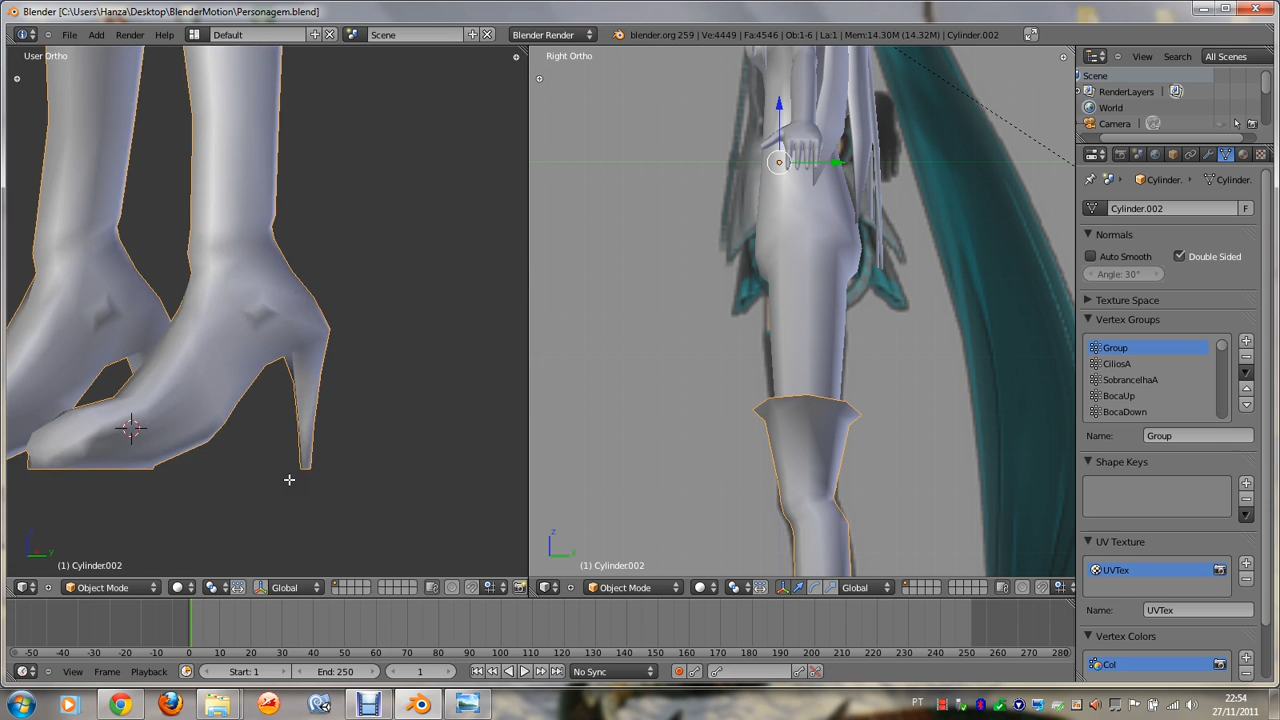 Blender [C:\Users\Hanza\Desktop\BlenderMotion\Personagem.blend]
File Add Render Help Default Scene Blender Render blender.org 259 | Ve:4449 | Fa:4546 | Ob:1-6 | La:1 | Mem:14.30M (14.32M) | Cylinder.002
User Ortho
Right Ortho
View Search All Scenes
Scene
RenderLayers
World
Camera
Cylinder. Cylinder.
Cylinder.002 F
Normals
Auto Smooth Double Sided
Angle: 30°
Texture Space
Vertex Groups
Group
CiliosA
SobrancelhaA
BocaUp
BocaDown
Name: Group
Shape Keys
UV Texture
UVTex
Name: UVTex
Vertex Colors
Col
z
(1) Cylinder.002
(1) Cylinder.002
Object Mode Global
Object Mode Global
-50 -40 -30 -20 -10 0 10 20 30 40 50 60 70 80 90 100 110 120 130 140 150 160 170 180 190 200 210 220 230 240 250 260 270 280
View Frame Playback Start: 1 End: 250 1 No Sync
PT
22:54
27/11/2011